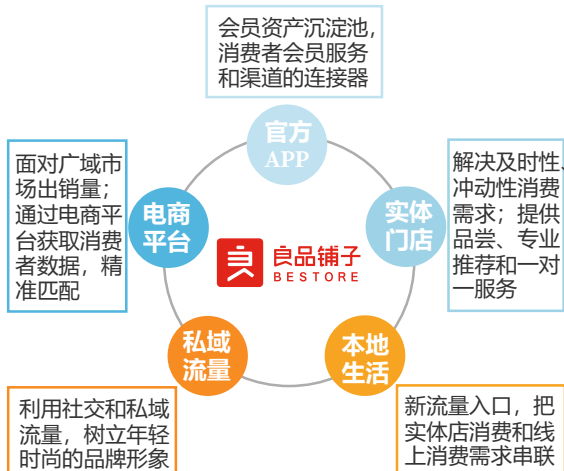 会员资产沉淀池，
消费者会员服务
和渠道的连接器
官方
APP
面对广域市
场出销量；
通过电商平
台获取消费
者数据，精
准匹配
电商
平台
良品铺子
BESTORE
实体
门店
解决及时性、
冲动性消费
需求；提供
品尝、专业
推荐和一对
一服务
私域
流量
本地
生活
利用社交和私域
流量，树立年轻
时尚的品牌形象
新流量入口，把
实体店消费和线
上消费需求串联